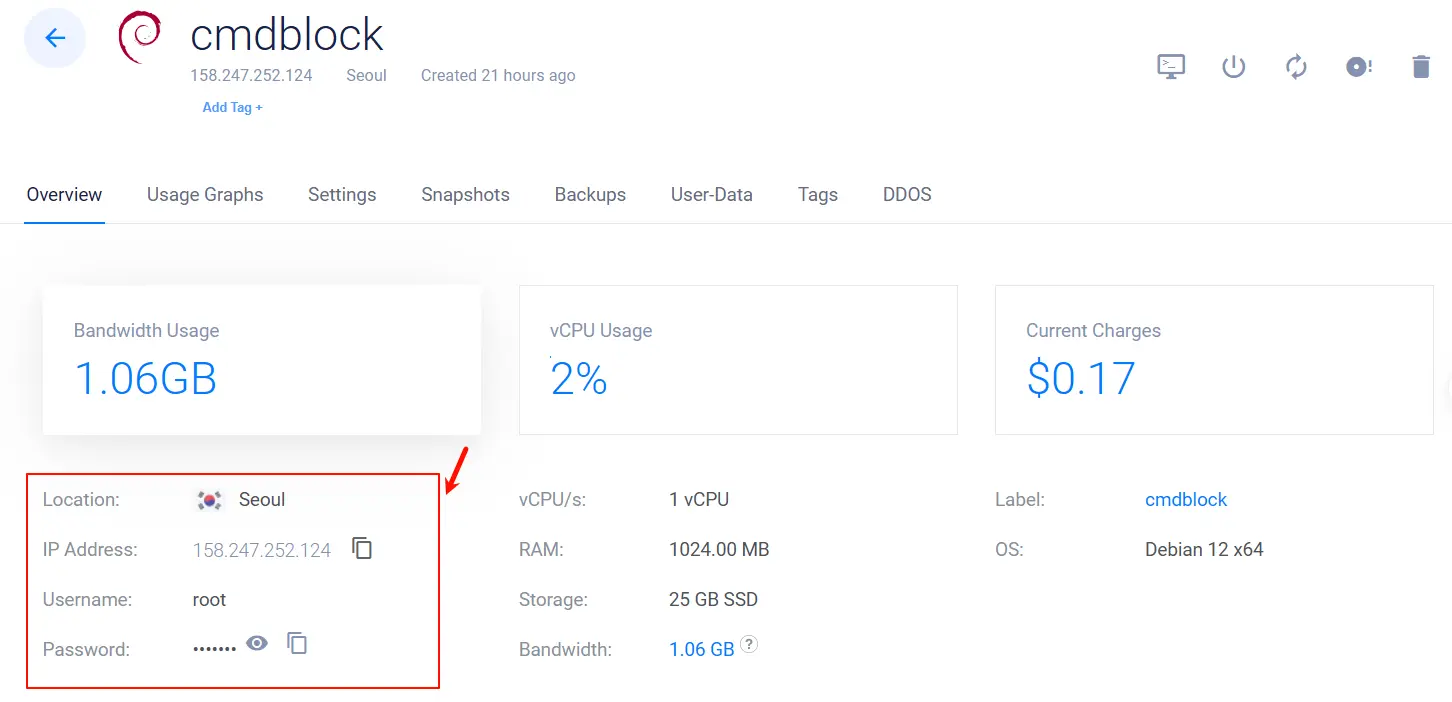 cmdblock
158.247.252.124 Seoul Created 21 hours ago
Add Tag +
Overview Usage Graphs Settings Snapshots Backups User-Data Tags DDOS
Bandwidth Usage
1.06GB
vCPU Usage
2%
Current Charges
$0.17
Location: Seoul
IP Address: 158.247.252.124
Username: root
Password: •••••••
vCPU/s: 1 vCPU
RAM: 1024.00 MB
Storage: 25 GB SSD
Bandwidth: 1.06 GB ?
Label: cmdblock
OS: Debian 12 x64